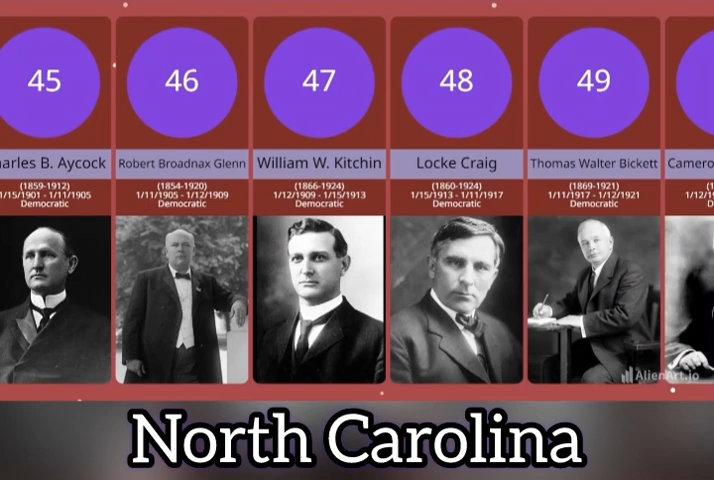 45
46
47
48
49
arles B. Aycock
Robert Broadnax Glenn
William W. Kitchin
Locke Craig
Thomas Walter Bickett
Camero
(1859-1912)
(1854-1920)
(1866-1924)
(1860-1924)
(1869-1921)
1/15/1901 - 1/11/1905
1/11/1905 - 1/12/1909
1/12/1909 - 1/15/1913
1/15/1913 - 1/11/1917
1/11/1917 - 1/12/1921
Democratic
Democratic
Democratic
Democratic
Democratic
AlienArt.io
North Carolina